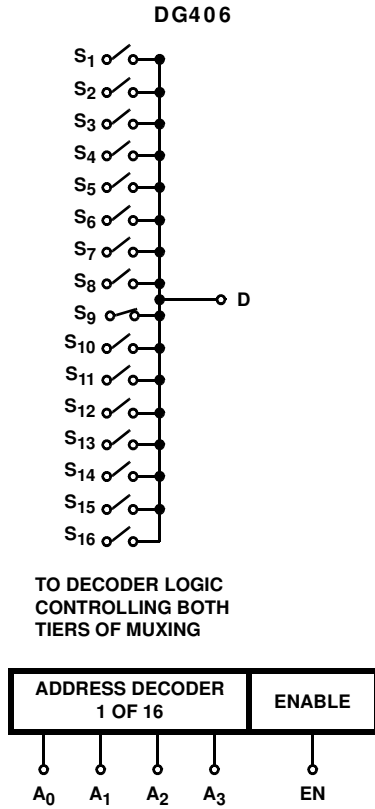 DG406
S1
S2
S3
S4
S5
S6
S7
S8
D
S9
S10
S11
S12
S13
S14
S15
S16
TO DECODER LOGIC
CONTROLLING BOTH
TIERS OF MUXING
ADDRESS DECODER
1 OF 16
ENABLE
A0 A1 A2 A3 EN